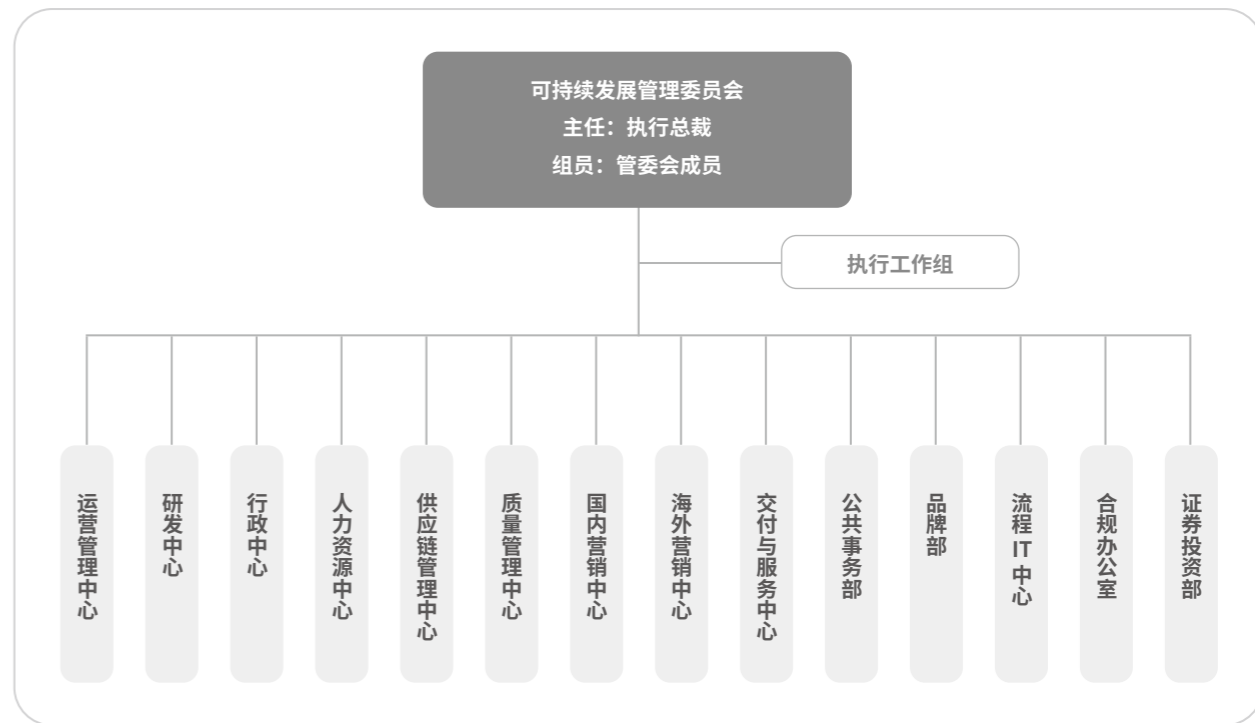 可持续发展管理委员会
主任：执行总裁
组员：管委会成员
执行工作组
运营管理中心
研发中心
行政中心
人力资源中心
供应链管理中心
质量管理中心
国内营销中心
海外营销中心
交付与服务中心
公共事务部
品牌部
流程IT中心
合规办公室
证券投资部